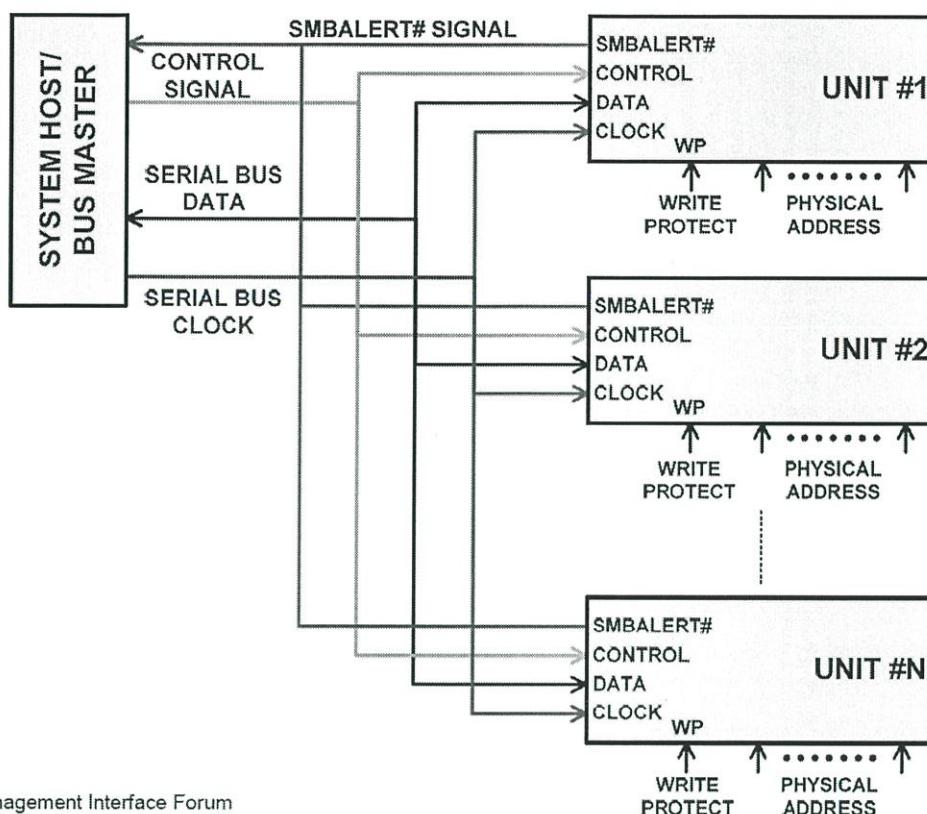 SYSTEM HOST/
BUS MASTER
SMBALERT# SIGNAL
CONTROL
SIGNAL
SERIAL BUS
DATA
SERIAL BUS
CLOCK
SMBALERT#
CONTROL
DATA
CLOCK
WP
UNIT #1
WRITE
PROTECT
PHYSICAL
ADDRESS
SMBALERT#
CONTROL
DATA
CLOCK
WP
UNIT #2
WRITE
PROTECT
PHYSICAL
ADDRESS
SMBALERT#
CONTROL
DATA
CLOCK
WP
UNIT #N
WRITE
PROTECT
PHYSICAL
ADDRESS
nagement Interface Forum